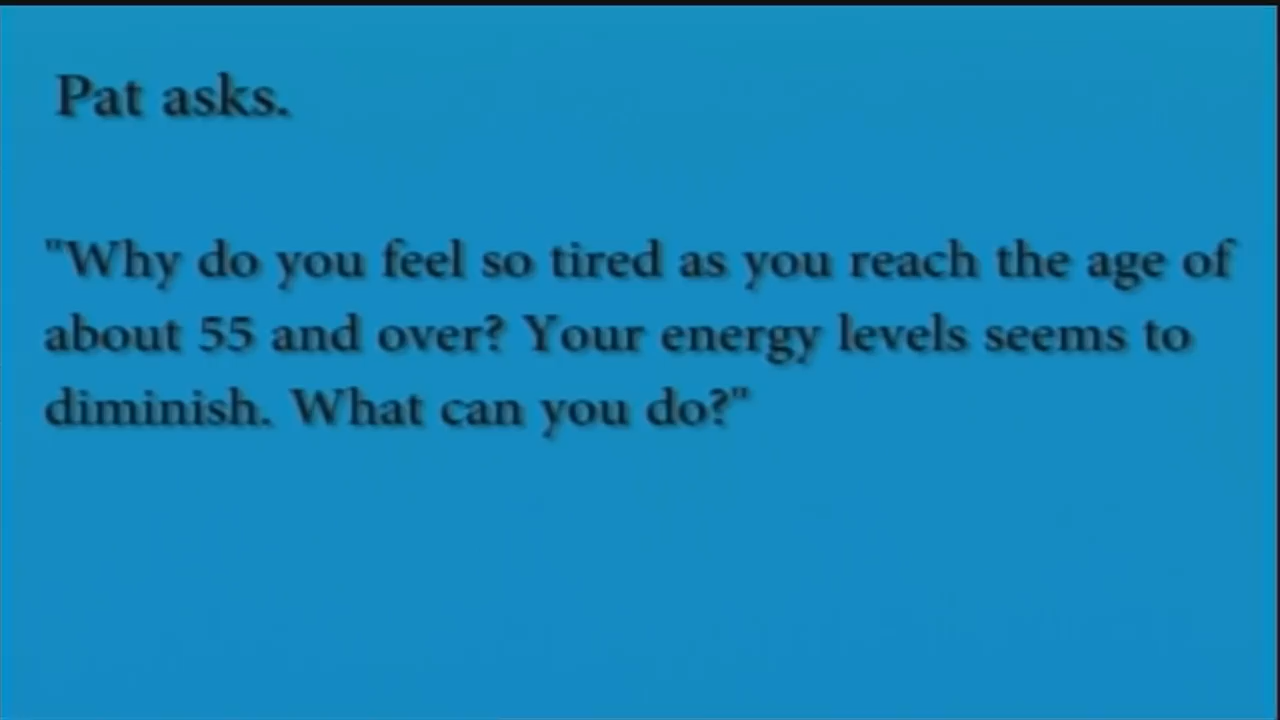 Pat asks.
"Why do you feel so tired as you reach the age of
about 55 and over? Your energy levels seems to
diminish. What can you do?"